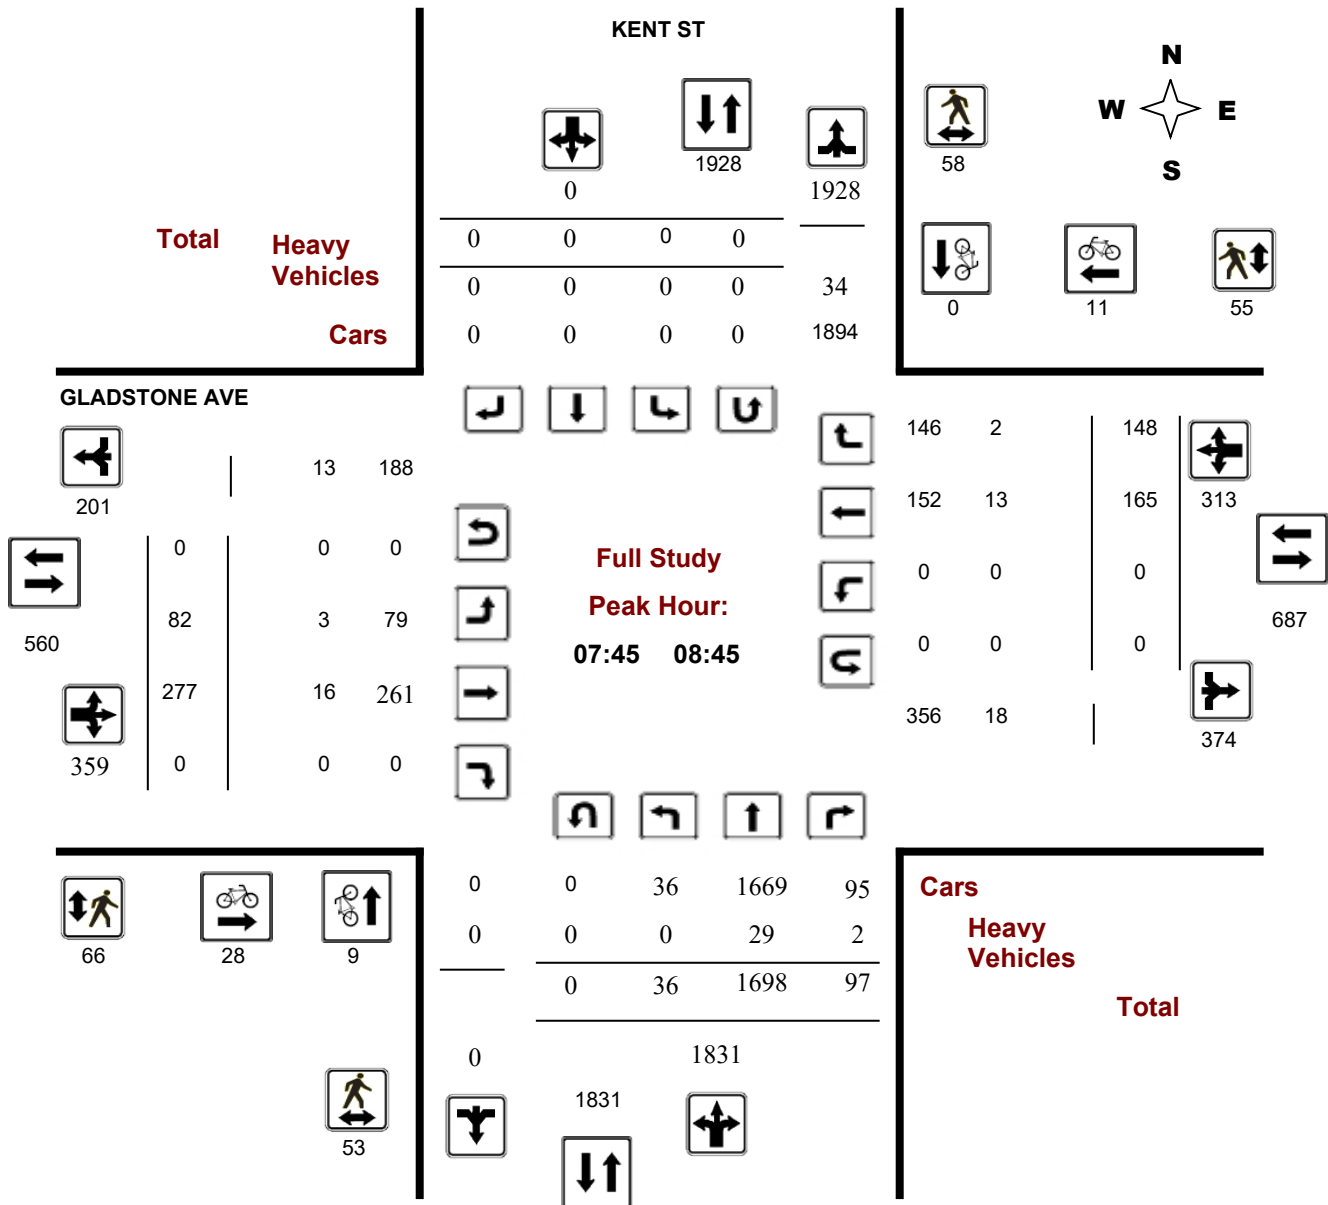 KENT ST
N
W E
S
1928
58
0 1928
Total Heavy
Vehicles
Cars
0 0 0 0
0 0 0 0 34
0 0 0 0 1894
0 11 55
GLADSTONE AVE
201
13 188
0 0 0
560
82 3 79
277 16 261
359
0 0 0
Full Study
Peak Hour:
07:45 08:45
146 2 148
152 13 165 313
0 0 0
687
0 0 0
356 18
374
66 28 9
53
0 0 36 1669 95
0 0 0 29 2
0 36 1698 97
0 1831
1831
Cars
Heavy
Vehicles
Total